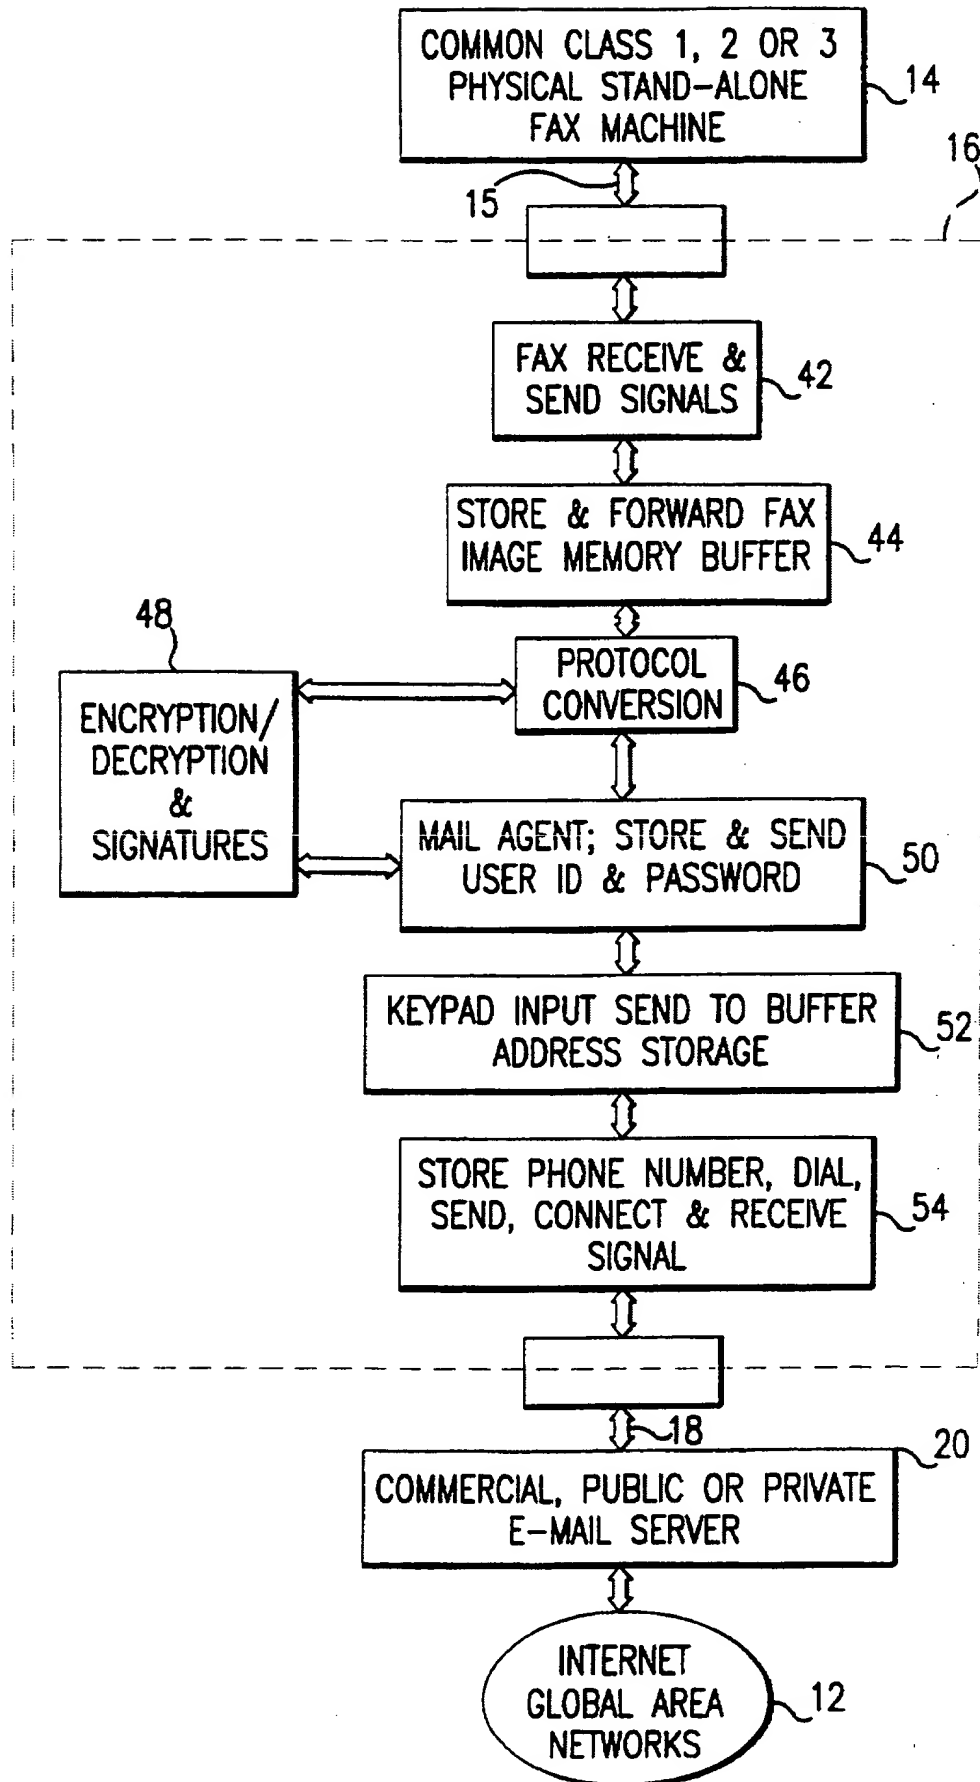 COMMON CLASS 1, 2 OR 3
PHYSICAL STAND-ALONE
FAX MACHINE
14
16
15
FAX RECEIVE &
SEND SIGNALS
42
STORE & FORWARD FAX
IMAGE MEMORY BUFFER
44
48
PROTOCOL
CONVERSION
46
ENCRYPTION/
DECRYPTION
&
SIGNATURES
MAIL AGENT; STORE & SEND
USER ID & PASSWORD
50
KEYPAD INPUT SEND TO BUFFER
ADDRESS STORAGE
52
STORE PHONE NUMBER, DIAL,
SEND, CONNECT & RECEIVE
SIGNAL
54
18
20
COMMERCIAL, PUBLIC OR PRIVATE
E-MAIL SERVER
INTERNET
GLOBAL AREA
NETWORKS
12